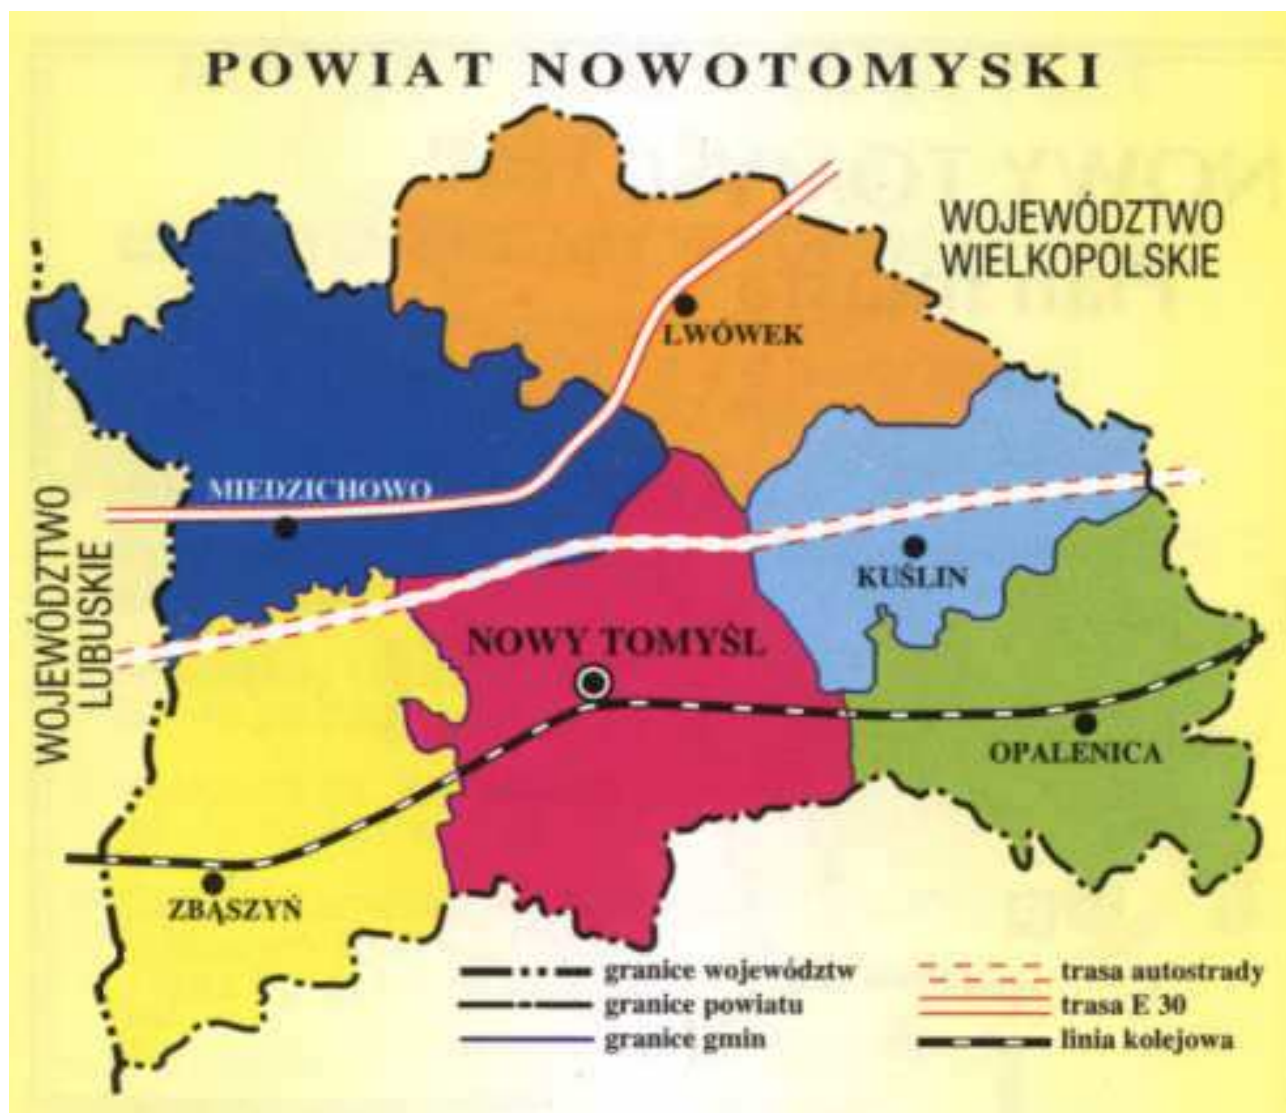 POWIAT NOWOTOMYSKI
WOJEWÓDZTWO
WIELKOPOLSKIE
LWÓWEK
MIEDZICHOWO
KUŚLIN
WOJEWÓDZTWO
LUBUSKIE
NOWY TOMYŚL
OPALENICA
ZBĄSZYŃ
granice województw
granice powiatu
granice gmin
trasa autostrady
trasa E 30
linia kolejowa